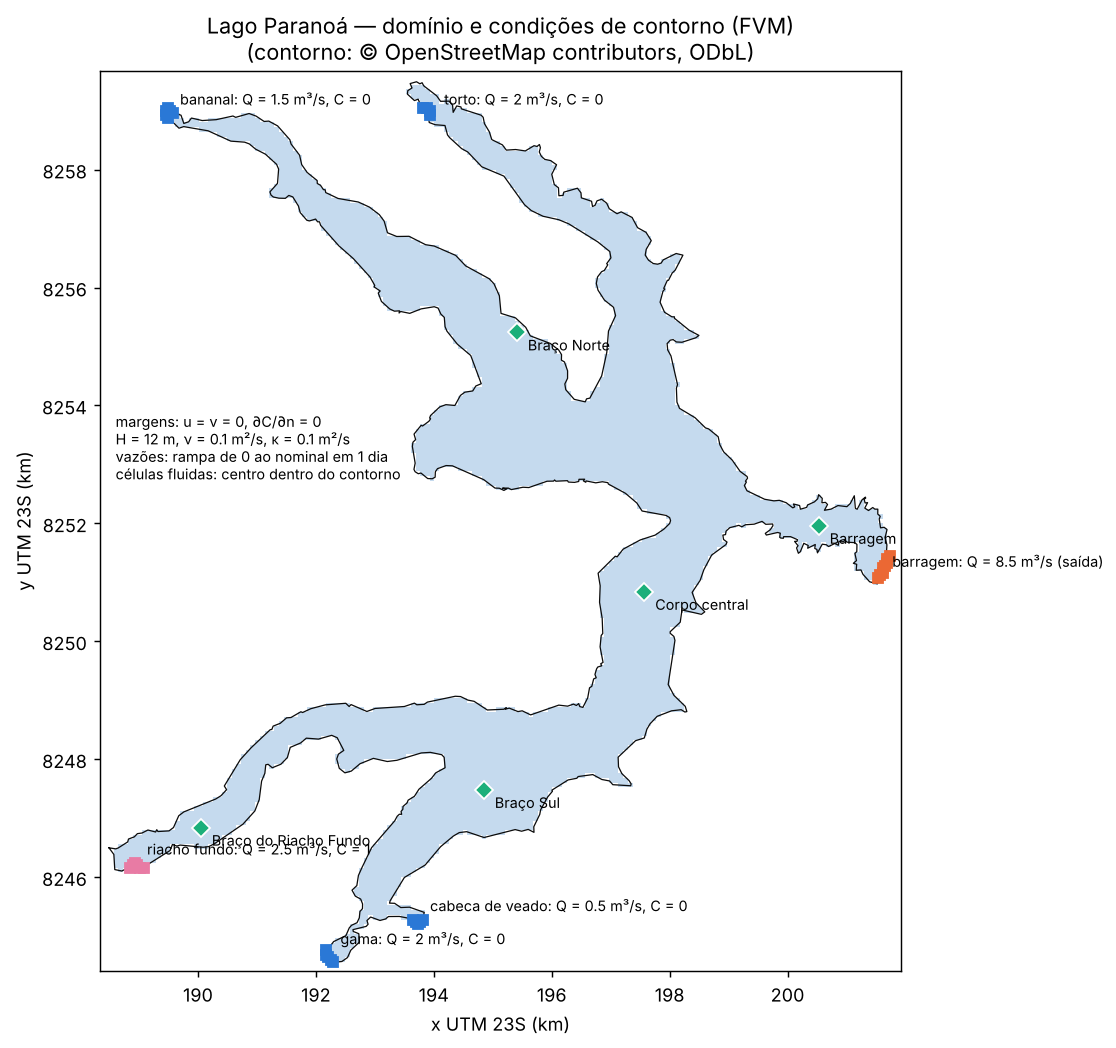 Lago Paranoá — domínio e condições de contorno (FVM)
(contorno: © OpenStreetMap contributors, ODbL)
bananal: Q = 1.5 m³/s, C = 0
torto: Q = 2 m³/s, C = 0
8258
8256
Braço Norte
8254
margens: u = v = 0, ∂C/∂n = 0
H = 12 m, ν = 0.1 m²/s, κ = 0.1 m²/s
vazões: rampa de 0 ao nominal em 1 dia
células fluidas: centro dentro do contorno
y UTM 23S (km)
8252
Barragem
barragem: Q = 8.5 m³/s (saída)
Corpo central
8250
8248
Braço Sul
Braço do Riacho Fundo
riacho fundo: Q = 2.5 m³/s, C = 1
8246
cabeca de veado: Q = 0.5 m³/s, C = 0
gama: Q = 2 m³/s, C = 0
190 192 194 196 198 200
x UTM 23S (km)